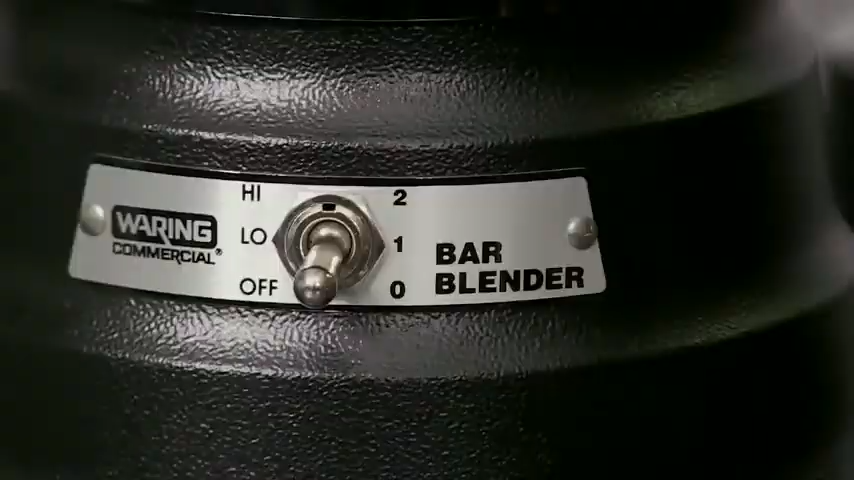 WARING
COMMERCIAL®
HI 2
LO 1
OFF 0
BAR
BLENDER